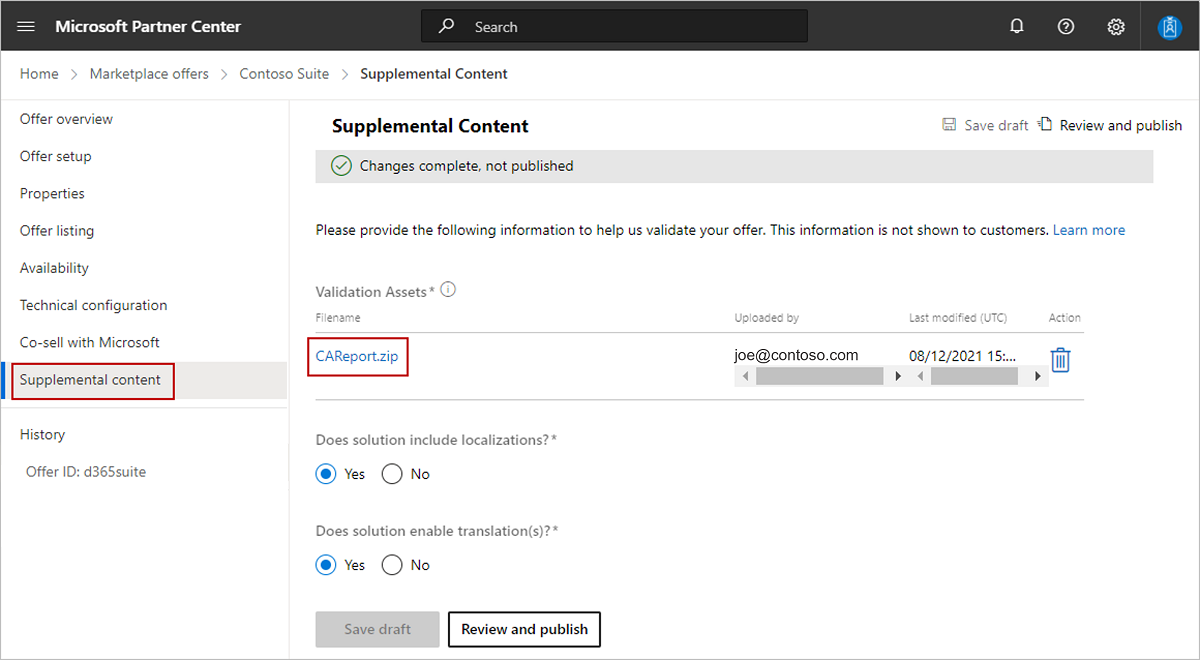 Microsoft Partner Center
Search
Home > Marketplace offers > Contoso Suite > Supplemental Content
Offer overview
Offer setup
Properties
Offer listing
Availability
Technical configuration
Co-sell with Microsoft
Supplemental content
History
Offer ID: d365suite
Supplemental Content
Save draft
Review and publish
Changes complete, not published
Please provide the following information to help us validate your offer. This information is not shown to customers. Learn more
Validation Assets*
Filename Uploaded by Last modified (UTC) Action
CAReport.zip joe@contoso.com 08/12/2021 15:...
Does solution include localizations?*
Yes No
Does solution enable translation(s)?*
Yes No
Save draft Review and publish